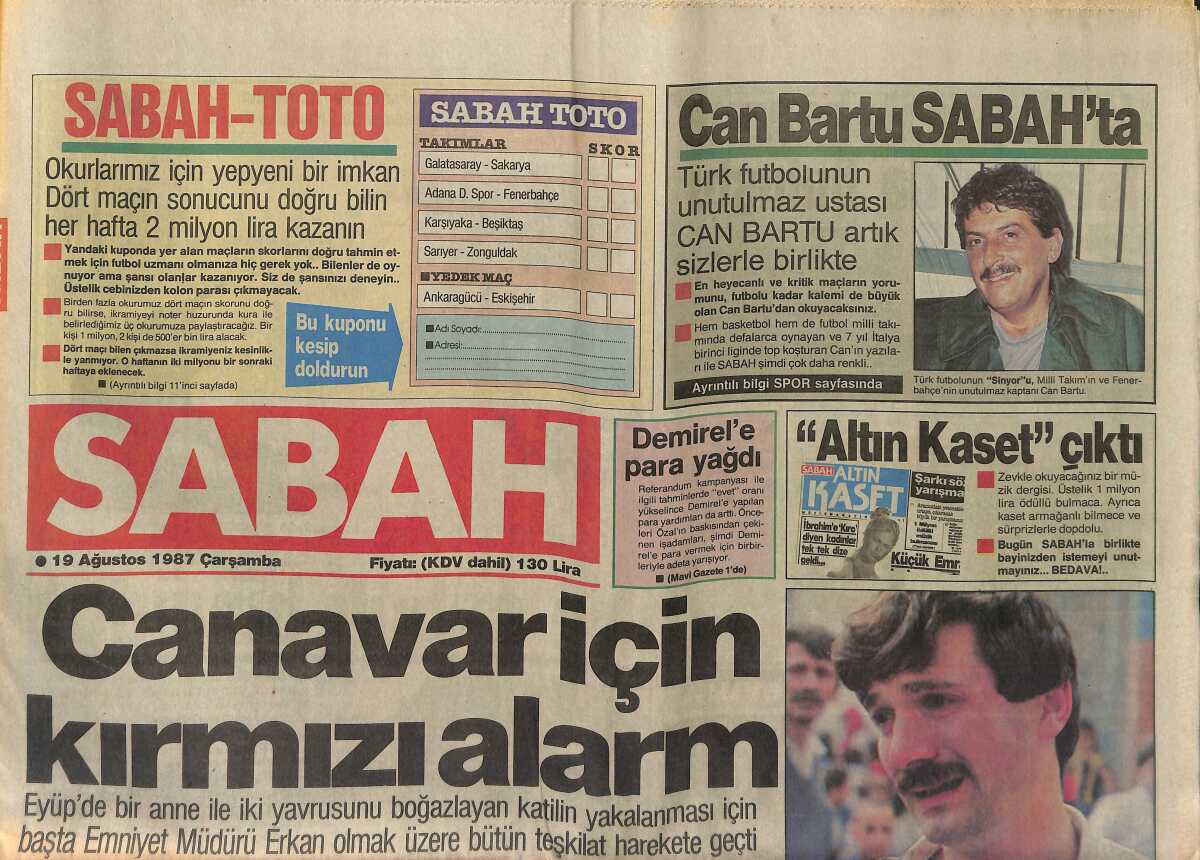 SABAH-TOTO
Okurlarımız için yepyeni bir imkan
Dört maçın sonucunu doğru bilin
her hafta 2 milyon lira kazanın
Yandaki kuponda yer alan maçların skorlarını doğru tahmin et-
mek için futbol uzmanı olmanıza hiç gerek yok.. Bilenler de oy-
nuyor ama şansı olanlar kazanıyor. Siz de şansınızı deneyin..
Üstelik cebinizden kolon parası çıkmayacak.
Birden fazla okurumuz dört maçın skorunu doğ-
ru bilirse, ikramiyeyi noter huzurunda kura ile
belirlediğimiz üç okurumuza paylaştıracağız. Bir
kişi 1 milyon, 2 kişi de 500'er bin lira alacak.
Dört maçı bilen çıkmazsa ikramiyeniz kesinlik-
le yanmıyor. O haftanın iki milyonu bir sonraki
haftaya eklenecek.
(Ayrıntılı bilgi 11'inci sayfada)
Bu kuponu
kesip
doldurun
SABAH TOTO
TAKIMLAR SKOR
Galatasaray - Sakarya
Adana D. Spor - Fenerbahçe
Karşıyaka - Beşiktaş
Sarıyer - Zonguldak
YEDEK MAÇ
Ankaragücü - Eskişehir
Adı Soyadı:
Adresi:
Can Bartu SABAH'ta
Türk futbolunun
unutulmaz ustası
CAN BARTU artık
sizlerle birlikte
En heyecanlı ve kritik maçların yoru-
munu, futbolu kadar kalemi de büyük
olan Can Bartu'dan okuyacaksınız.
Hem basketbol hem de futbol milli takı-
mında defalarca oynayan ve 7 yıl İtalya
birinci liginde top koşturan Can'ın yazıla-
rı ile SABAH şimdi çok daha renkli..
Ayrıntılı bilgi SPOR sayfasında
Türk futbolunun "Sinyor"u, Milli Takım'ın ve Fener-
bahçe'nin unutulmaz kaptanı Can Bartu.
SABAH
19 Ağustos 1987 Çarşamba Fiyatı: (KDV dahil) 130 Lira
Demirel'e
para yağdı
Referandum kampanyası ile
ilgili tahminlerde "evet" oranı
yükselince Demirel'e yapılan
para yardımları da arttı. Önce-
leri Özal'ın baskısından çeki-
nen işadamları, şimdi Demi-
rel'e para vermek için birbir-
leriyle adeta yarışıyor.
(Mavi Gazete 1'de)
"Altın Kaset" çıktı
SABAH ALTIN
KASET
Şarkı söz
yarışma
İbrahim'e 'Kıro'
diyen kadınlar
tek tek dize
geldi...
Küçük Emr
Zevkle okuyacağınız bir mü-
zik dergisi. Üstelik 1 milyon
lira ödüllü bulmaca. Ayrıca
kaset armağanlı bilmece ve
sürprizlerle dopdolu.
Bugün SABAH'la birlikte
bayinizden istemeyi unut-
mayınız... BEDAVA!..
Canavar için
kırmızı alarm
Eyüp'de bir anne ile iki yavrusunu boğazlayan katilin yakalanması için
başta Emniyet Müdürü Erkan olmak üzere bütün teşkilat harekete geçti